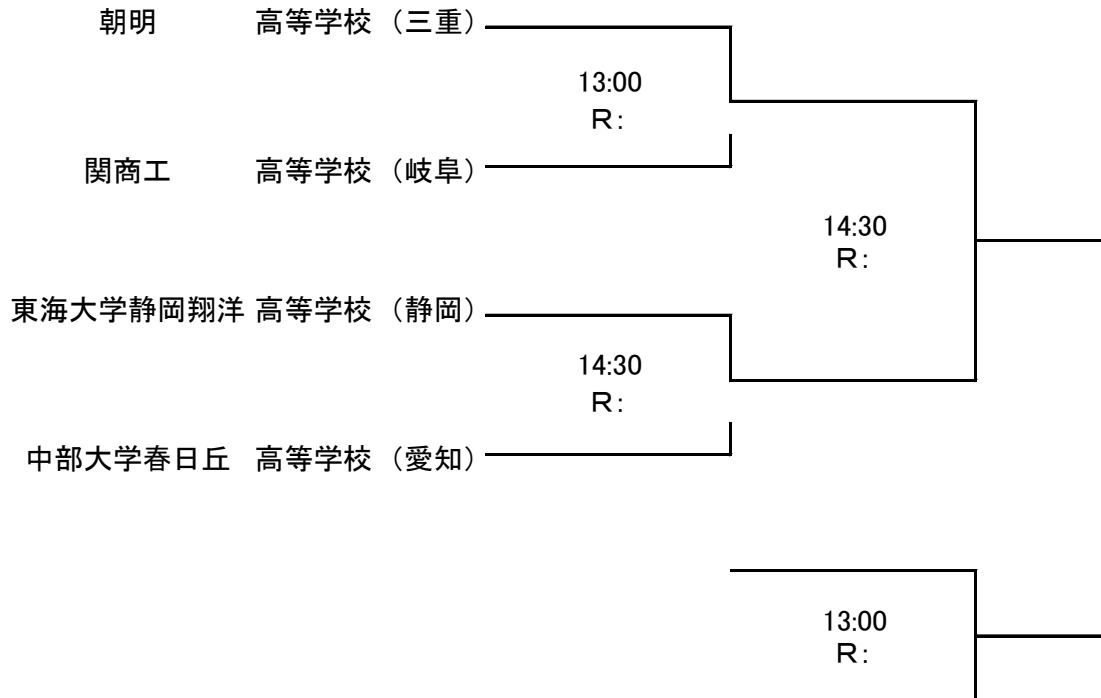 朝明 高等学校 （三重）
13:00
R：
関商工 高等学校 （岐阜）
14:30
R：
東海大学静岡翔洋 高等学校 （静岡）
14:30
R：
中部大学春日丘 高等学校 （愛知）
13:00
R：